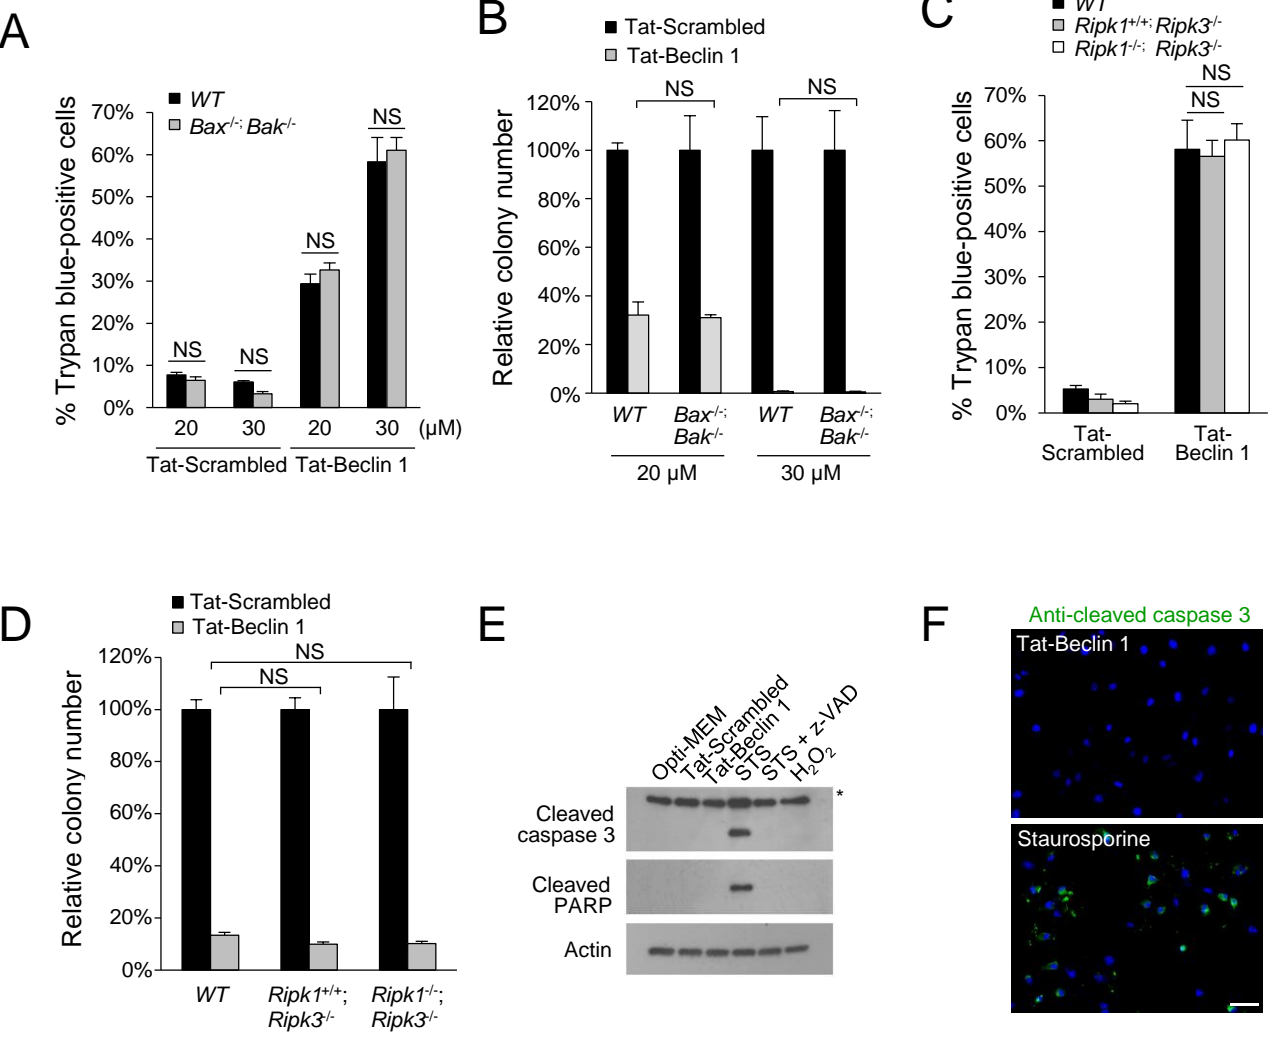 A
WT
Bax-/-; Bak-/-
% Trypan blue-positive cells
70%
60%
50%
40%
30%
20%
10%
0%
NS
NS
NS
NS
20
30
20
30
(µM)
Tat-Scrambled
Tat-Beclin 1
B
Tat-Scrambled
Tat-Beclin 1
Relative colony number
120%
100%
80%
60%
40%
20%
0%
NS
NS
WT
Bax-/-;
Bak-/-
WT
Bax-/-;
Bak-/-
20 µM
30 µM
C
WT
Ripk1+/+; Ripk3-/-
Ripk1-/-; Ripk3-/-
% Trypan blue-positive cells
70%
60%
50%
40%
30%
20%
10%
0%
NS
NS
Tat-
Scrambled
Tat-
Beclin 1
D
Tat-Scrambled
Tat-Beclin 1
Relative colony number
120%
100%
80%
60%
40%
20%
0%
NS
NS
WT
Ripk1+/+;
Ripk3-/-
Ripk1-/-;
Ripk3-/-
E
Opti-MEM
Tat-Scrambled
Tat-Beclin 1
STS
STS + z-VAD
H2O2
*
Cleaved
caspase 3
Cleaved
PARP
Actin
F
Anti-cleaved caspase 3
Tat-Beclin 1
Staurosporine